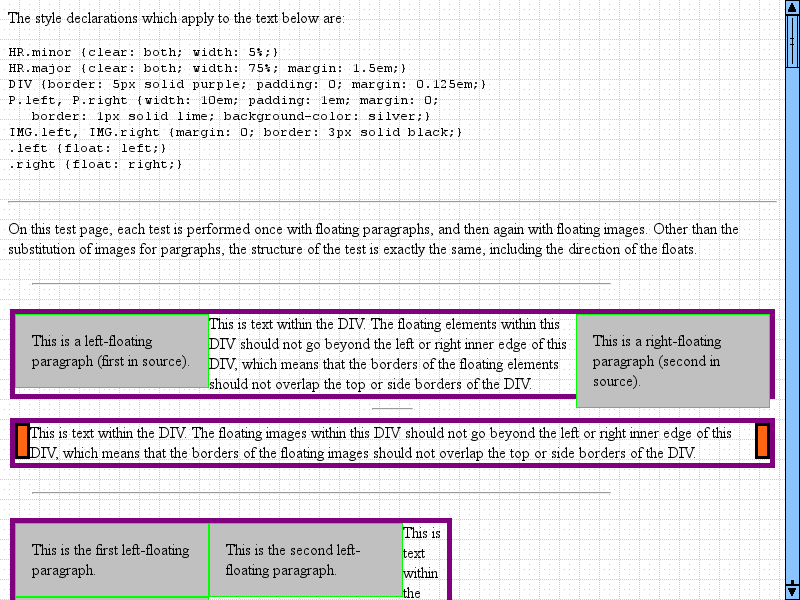 The style declarations which apply to the text below are:
HR.minor {clear: both; width: 5%;}
HR.major {clear: both; width: 75%; margin: 1.5em;}
DIV {border: 5px solid purple; padding: 0; margin: 0.125em;}
P.left, P.right {width: 10em; padding: 1em; margin: 0;
   border: 1px solid lime; background-color: silver;}
IMG.left, IMG.right {margin: 0; border: 3px solid black;}
.left {float: left;}
.right {float: right;}
On this test page, each test is performed once with floating paragraphs, and then again with floating images. Other than the
substitution of images for pargraphs, the structure of the test is exactly the same, including the direction of the floats.
This is a left-floating
paragraph (first in source).
This is text within the DIV. The floating elements within this
DIV should not go beyond the left or right inner edge of this
DIV, which means that the borders of the floating elements
should not overlap the top or side borders of the DIV.
This is a right-floating
paragraph (second in
source).
This is text within the DIV. The floating images within this DIV should not go beyond the left or right inner edge of this
DIV, which means that the borders of the floating images should not overlap the top or side borders of the DIV.
This is the first left-floating
paragraph.
This is the second left-
floating paragraph.
This is
text
within
the